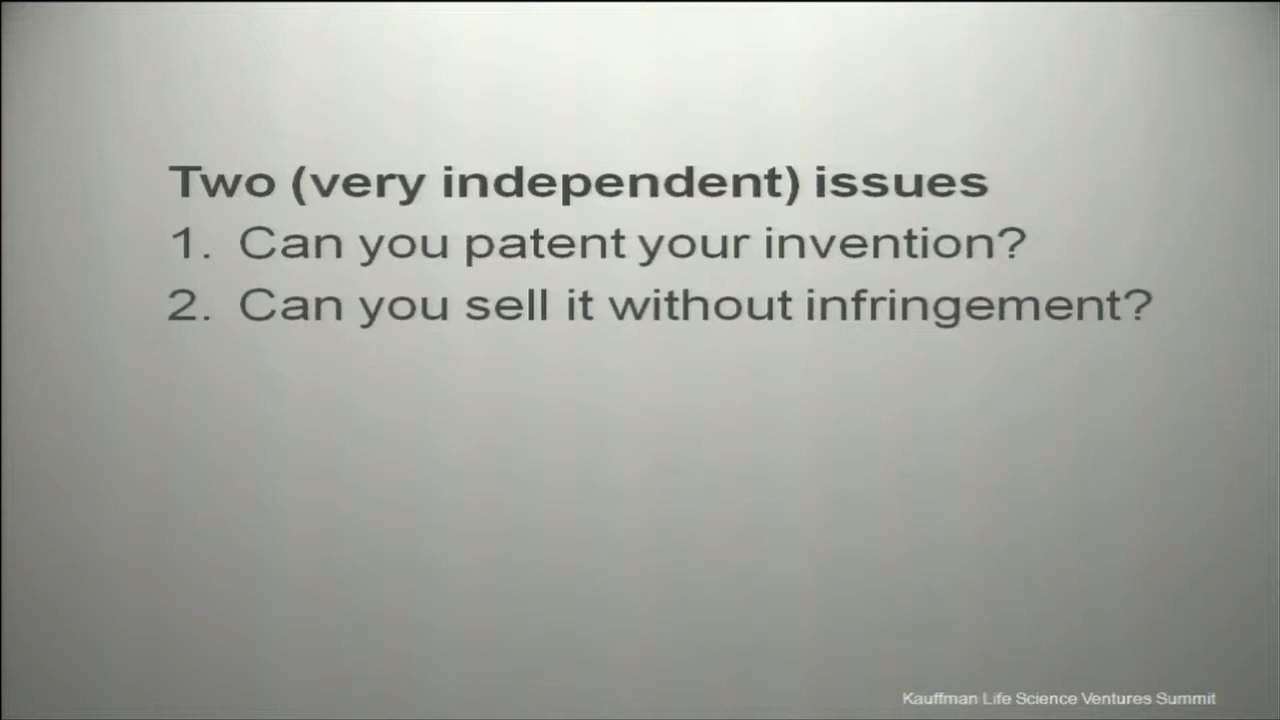 Two (very independent) issues
1. Can you patent your invention?
2. Can you sell it without infringement?
Kauffman Life Science Ventures Summit